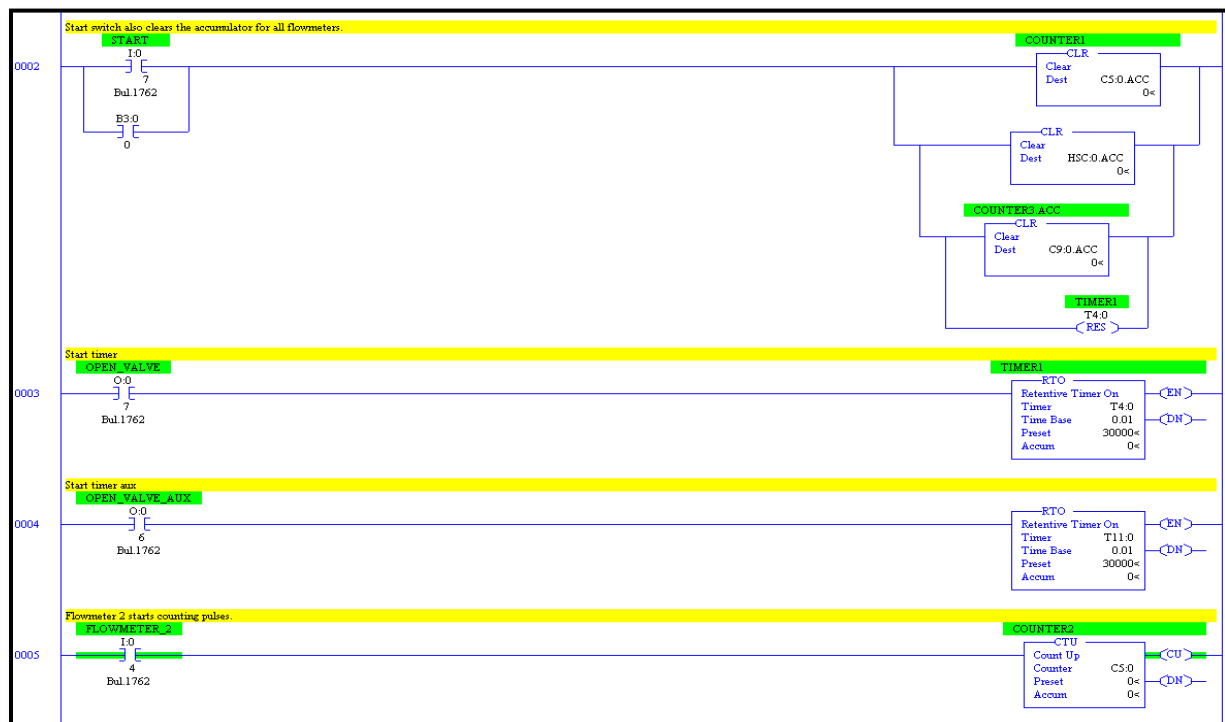 Start switch also clears the accumulator for all flowmeters.
START
I:0
0002
7
Bul.1762
B3:0
0
COUNTER1
CLR
Clear
Dest C5:0.ACC
0<
CLR
Clear
Dest HSC:0.ACC
0<
COUNTER3.ACC
CLR
Clear
Dest C9:0.ACC
0<
TIMER1
T4:0
RES
Start timer
OPEN_VALVE
O:0
0003
7
Bul.1762
TIMER1
RTO
Retentive Timer On EN
Timer T4:0
Time Base 0.01 DN
Preset 30000<
Accum 0<
Start timer aux
OPEN_VALVE_AUX
O:0
0004
6
Bul.1762
RTO
Retentive Timer On EN
Timer T11:0
Time Base 0.01 DN
Preset 30000<
Accum 0<
Flowmeter 2 starts counting pulses.
FLOWMETER_2
I:0
0005
4
Bul.1762
COUNTER2
CTU
Count Up CU
Counter C5:0
Preset 0< DN
Accum 0<